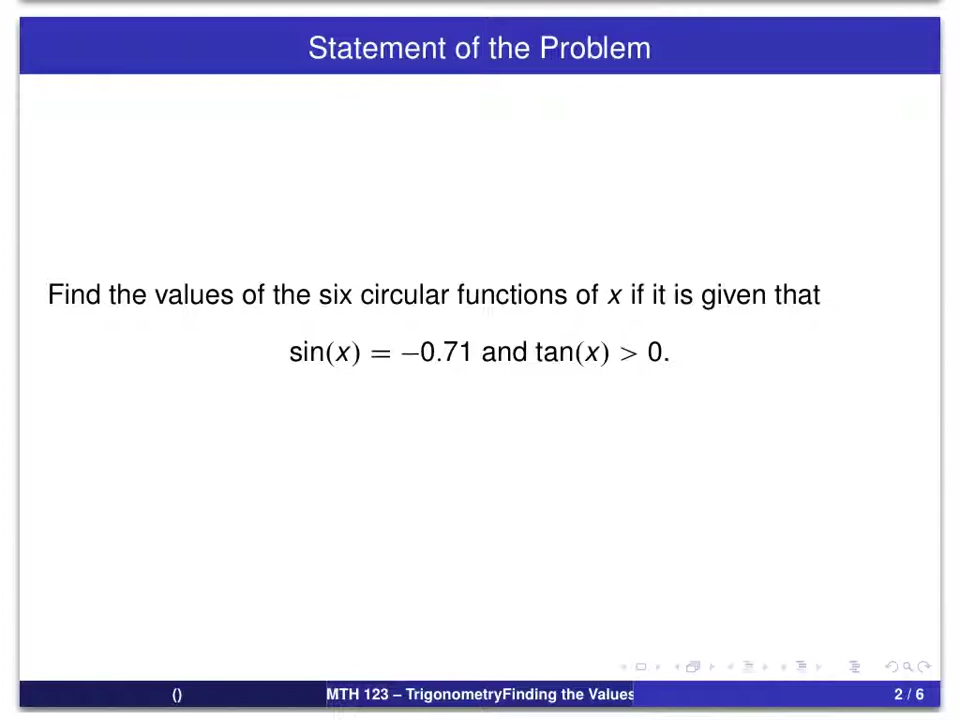 Statement of the Problem
Find the values of the six circular functions of x if it is given that
sin(x) = −0.71 and tan(x) > 0.
()
MTH 123 – TrigonometryFinding the Values
2 / 6